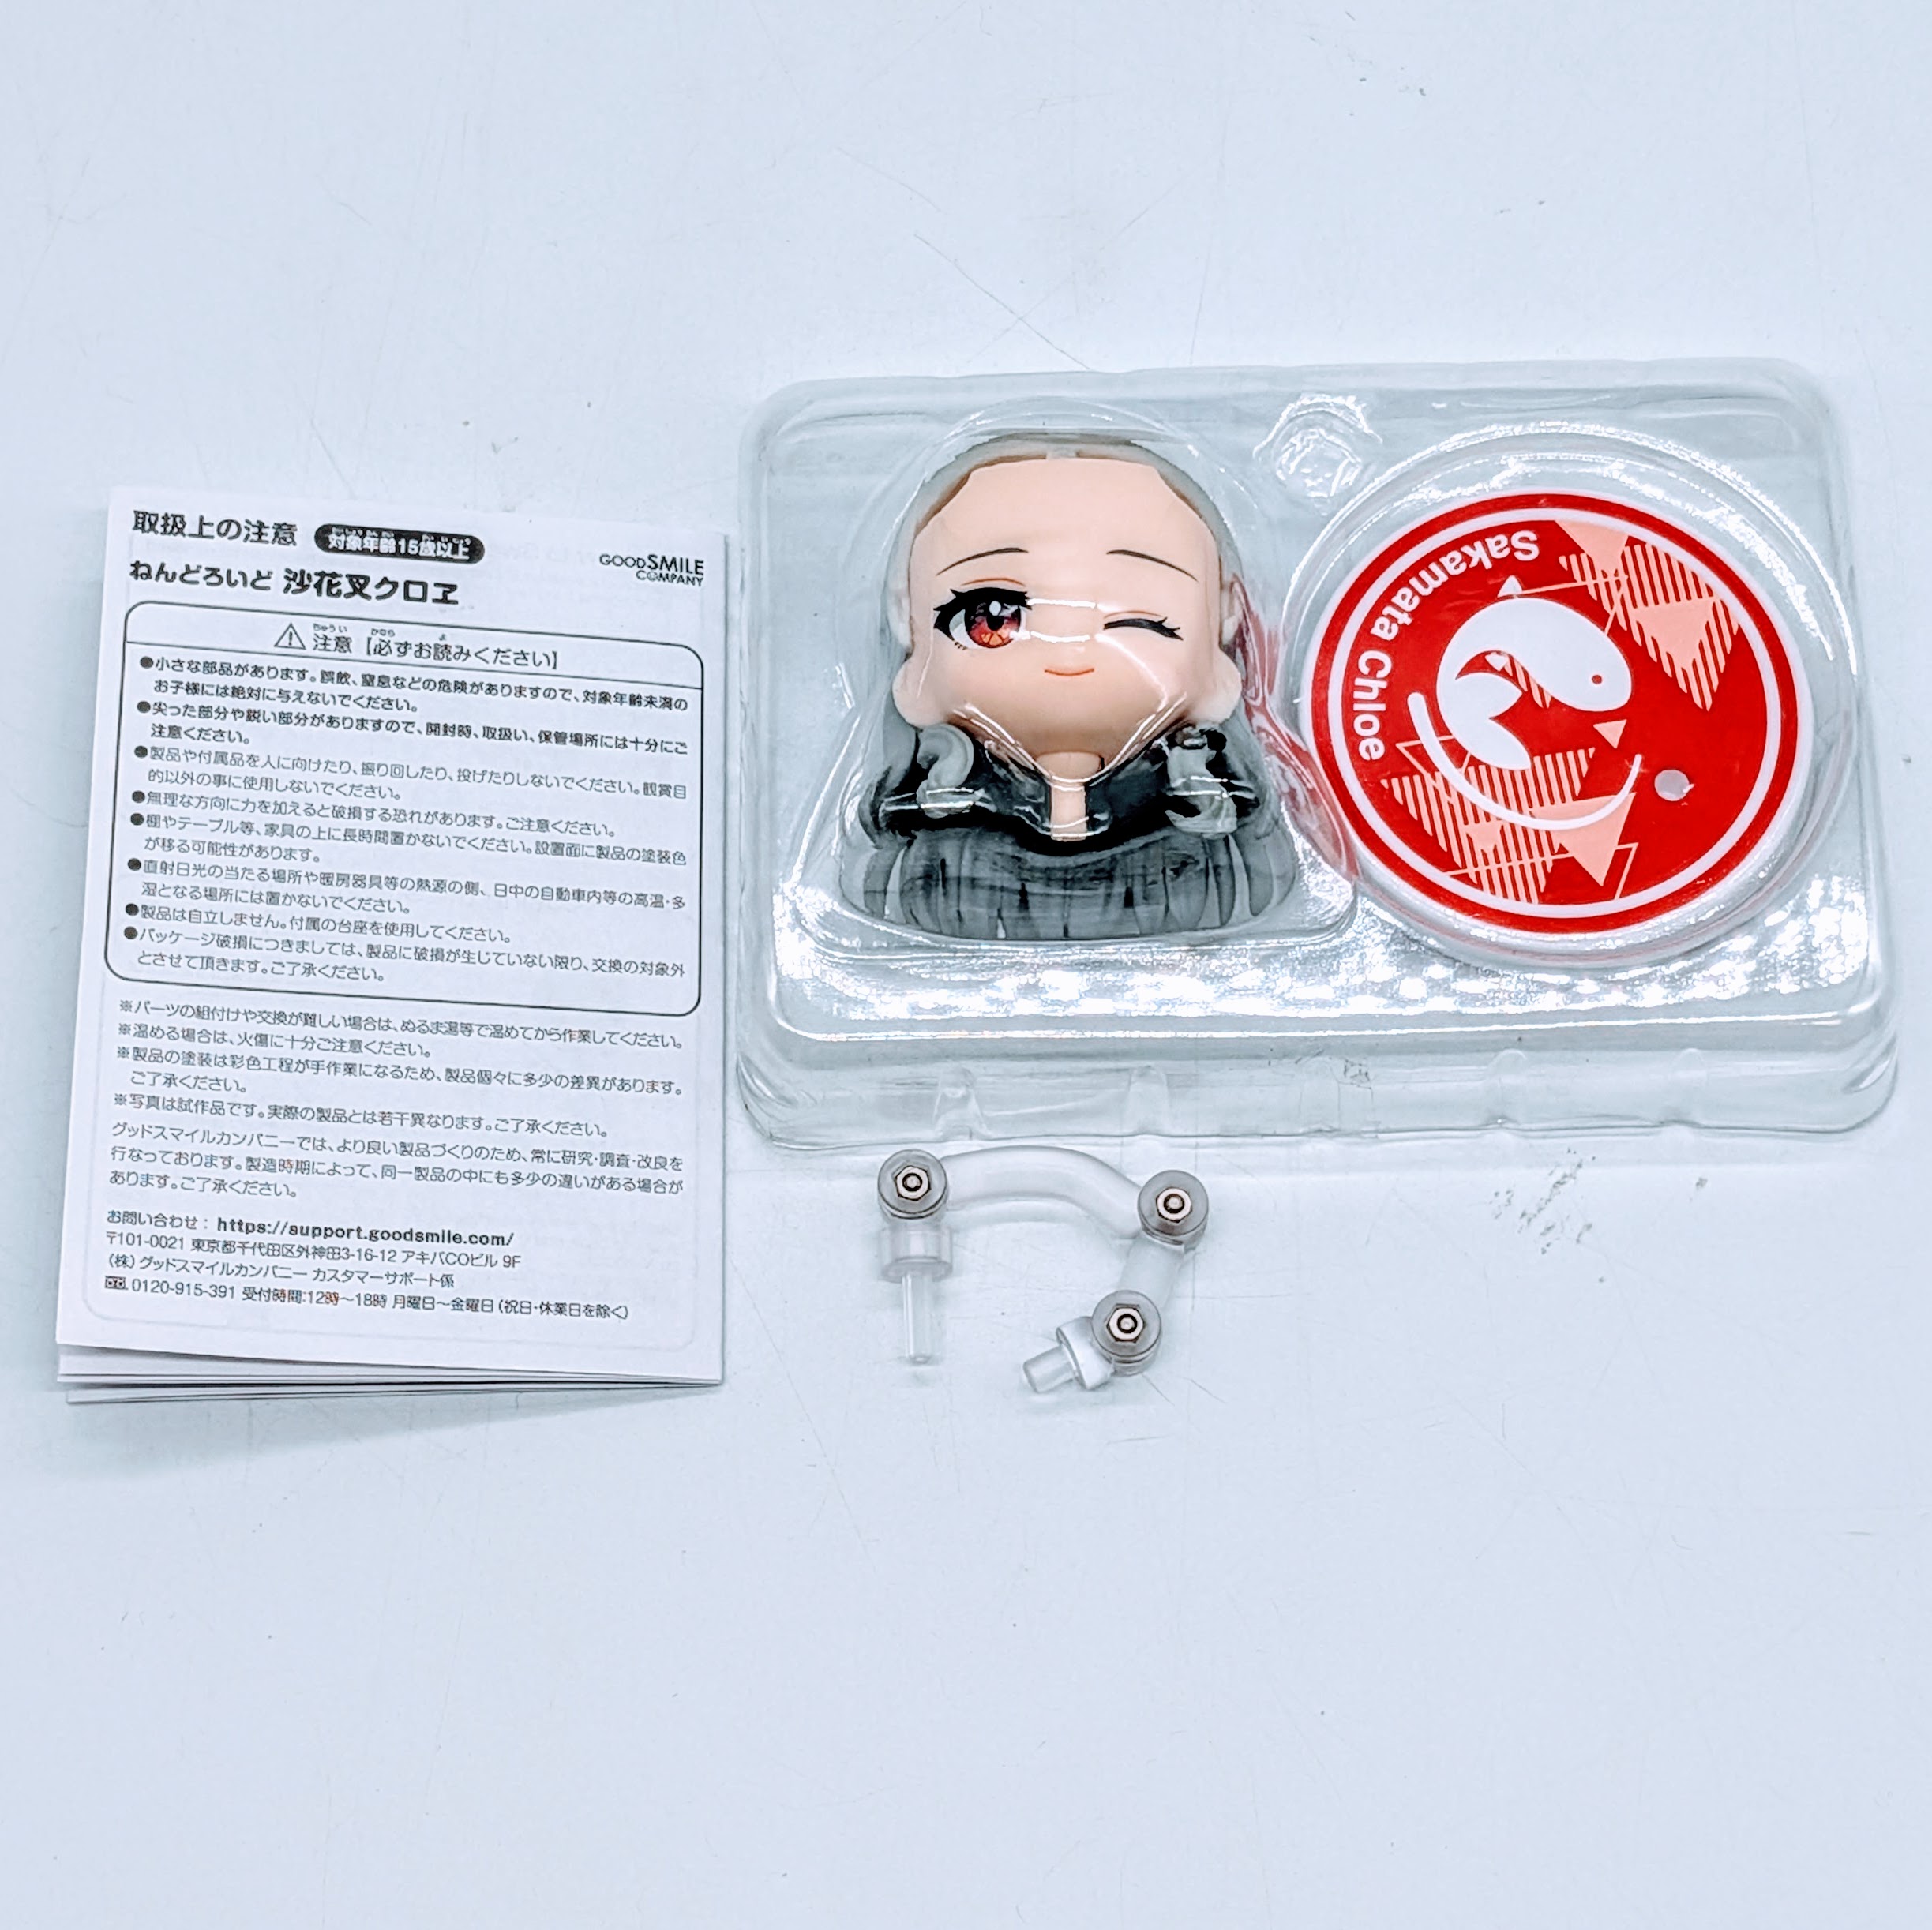 取扱上の注意 対象年齢15歳以上
GOODSMILE
COMPANY
ねんどろいど 沙花叉クロヱ
注意【必ずお読みください】
●小さな部品があります。誤飲、窒息などの危険がありますので、対象年齢未満の
お子様には絶対に与えないでください。
●尖った部分や鋭い部分がありますので、開封時、取扱い、保管場所には十分にご
注意ください。
●製品や付属品を人に向けたり、振り回したり、投げたりしないでください。観賞目
的以外の事に使用しないでください。
●無理な方向に力を加えると破損する恐れがあります。ご注意ください。
●棚やテーブル等、家具の上に長時間置かないでください。設置面に製品の塗装色
が移る可能性があります。
●直射日光の当たる場所や暖房器具等の熱源の側、日中の自動車内等の高温・多
湿となる場所には置かないでください。
●製品は自立しません。付属の台座を使用してください。
●パッケージ破損につきましては、製品に破損が生じていない限り、交換の対象外
とさせて頂きます。ご了承ください。
※パーツの組付けや交換が難しい場合は、ぬるま湯等で温めてから作業してください。
※温める場合は、火傷に十分ご注意ください。
※製品の塗装は彩色工程が手作業になるため、製品個々に多少の差異があります。
ご了承ください。
※写真は試作品です。実際の製品とは若干異なります。ご了承ください。
グッドスマイルカンパニーでは、より良い製品づくりのため、常に研究・調査・改良を
行なっております。製造時期によって、同一製品の中にも多少の違いがある場合が
あります。ご了承ください。
お問い合わせ : https://support.goodsmile.com/
〒101-0021 東京都千代田区外神田3-16-12 アキバCOビル 9F
(株)グッドスマイルカンパニー カスタマーサポート係
0120-915-391 受付時間:12時～18時 月曜日～金曜日(祝日・休業日を除く)
Sakamata Chloe